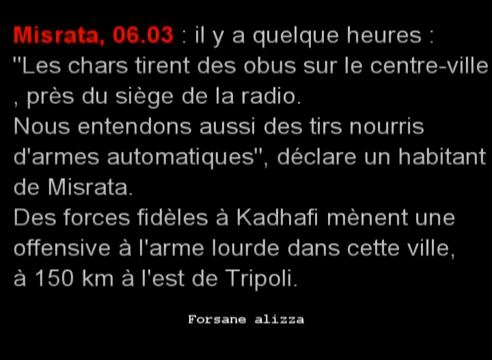 Misrata, 06.03 : il y a quelque heures :
"Les chars tirent des obus sur le centre-ville
, près du siège de la radio.
Nous entendons aussi des tirs nourris
d'armes automatiques", déclare un habitant
de Misrata.
Des forces fidèles à Kadhafi mènent une
offensive à l'arme lourde dans cette ville,
à 150 km à l'est de Tripoli.
Forsane alizza